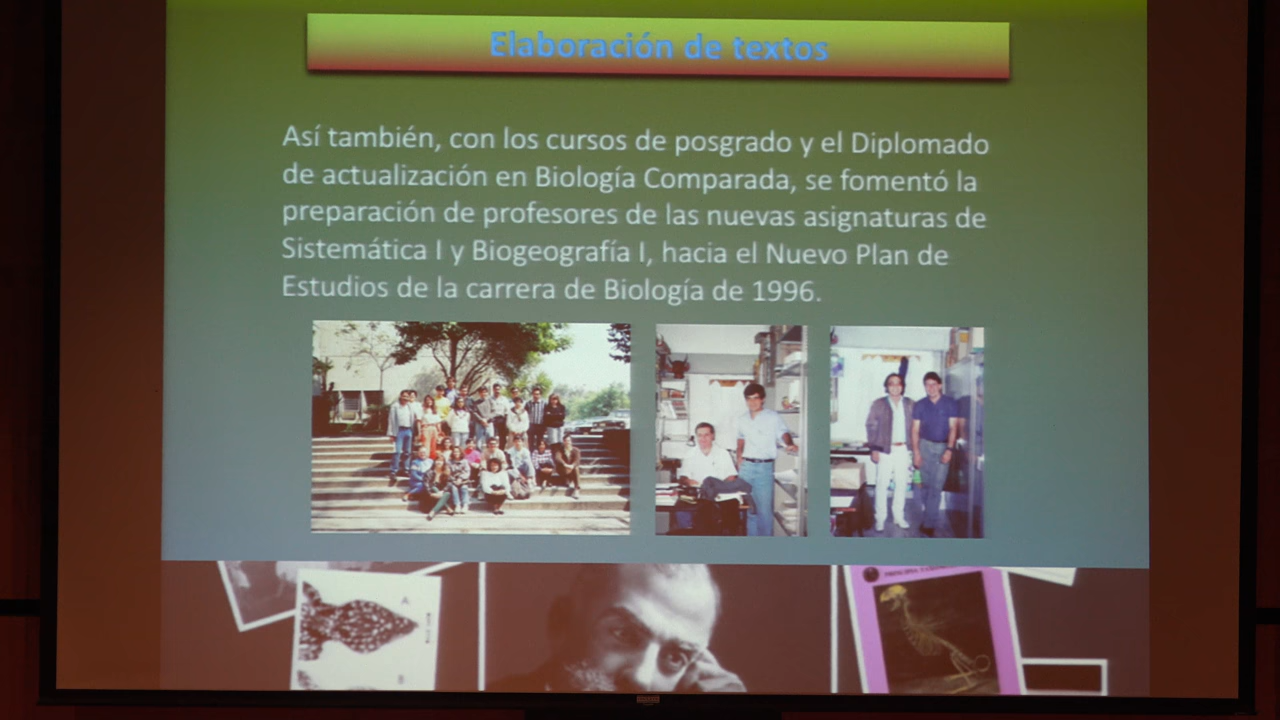 Elaboración de textos
Así también, con los cursos de posgrado y el Diplomado
de actualización en Biología Comparada, se fomentó la
preparación de profesores de las nuevas asignaturas de
Sistemática I y Biogeografía I, hacia el Nuevo Plan de
Estudios de la carrera de Biología de 1996.
A
B